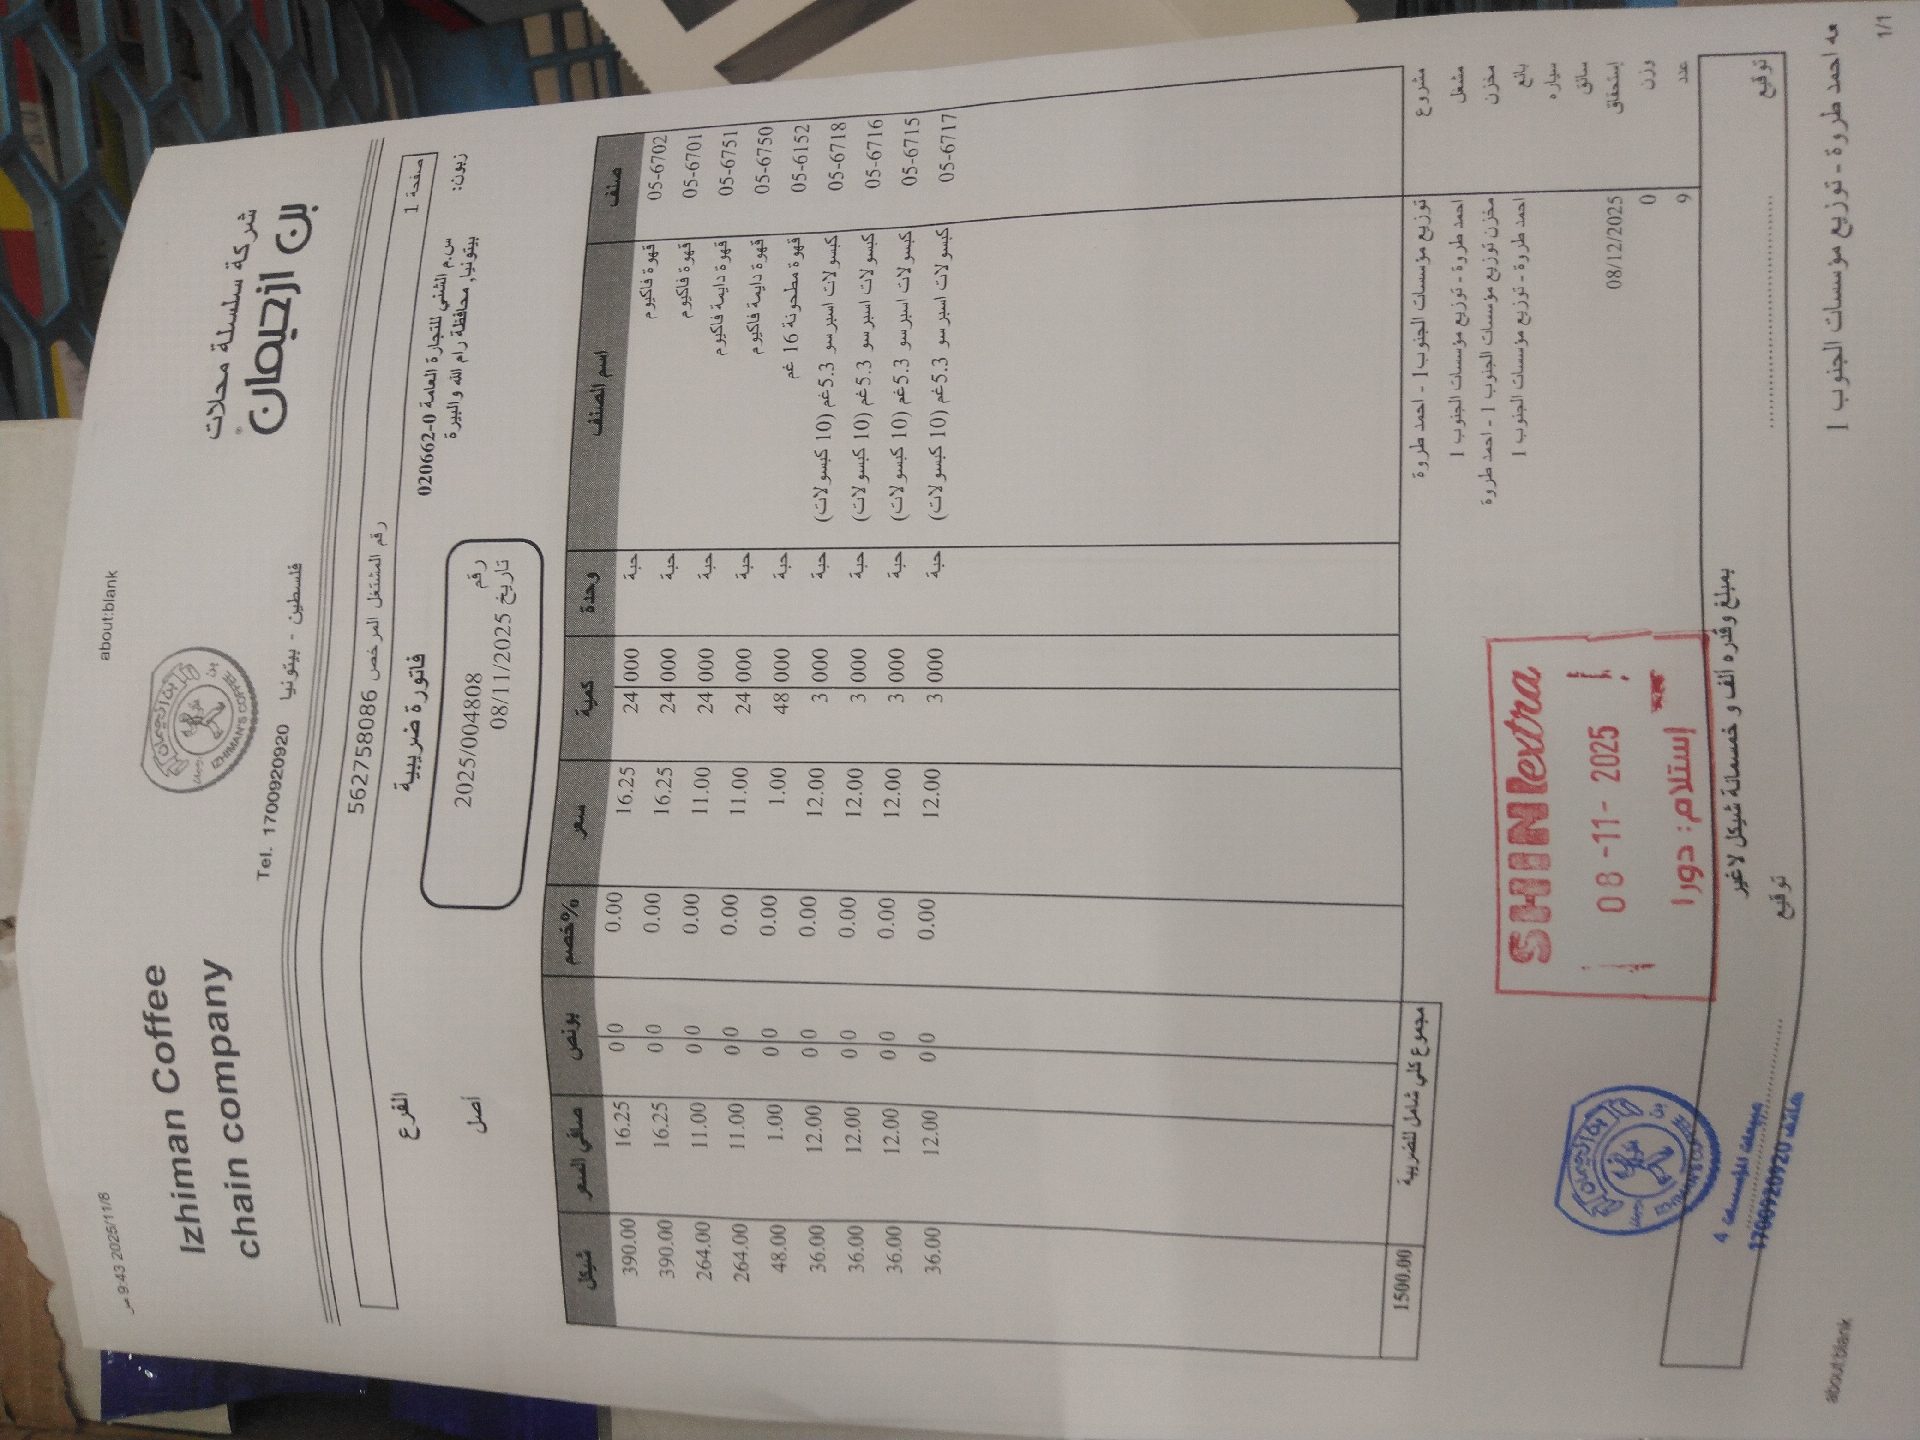 9:43 2025/11/8 ص
about:blank
Izhiman Coffee
chain company
شركة سلسلة محلات
بن ازحيمان
Tel. 1700920920 فلسطين - بيتونيا
رقم المشتغل المرخص 562758086
صفحة 1
فاتورة ضريبية
الفرع
زبون:
020662-0 س.م الشني للتجارة العامة
بيتونيا, محافظة رام الله والبيرة
رقم 2025/004808
تاريخ 08/11/2025
أصل
صنف اسم الصنف وحدة كمية سعر خصم% بونص صافي السعر شيكل
05-6702 قهوة فاكيوم حبة 24 000 16.25 0.00 0 0 16.25 390.00
05-6701 قهوة فاكيوم حبة 24 000 16.25 0.00 0 0 16.25 390.00
05-6751 قهوة دايمة فاكيوم حبة 24 000 11.00 0.00 0 0 11.00 264.00
05-6750 قهوة دايمة فاكيوم حبة 24 000 11.00 0.00 0 0 11.00 264.00
05-6152 قهوة مطحونة 16 غم حبة 48 000 1.00 0.00 0 0 1.00 48.00
05-6718 كبسولات اسبرسو 5.3غم (10 كبسولات) حبة 3 000 12.00 0.00 0 0 12.00 36.00
05-6716 كبسولات اسبرسو 5.3غم (10 كبسولات) حبة 3 000 12.00 0.00 0 0 12.00 36.00
05-6715 كبسولات اسبرسو 5.3غم (10 كبسولات) حبة 3 000 12.00 0.00 0 0 12.00 36.00
05-6717 كبسولات اسبرسو 5.3غم (10 كبسولات) حبة 3 000 12.00 0.00 0 0 12.00 36.00
مجموع كلي شامل للضريبة 1500.00
مشروع توزيع مؤسسات الجنوب1 - احمد طروة
مشغل احمد طروة - توزيع مؤسسات الجنوب 1
مخزن مخزن توزيع مؤسسات الجنوب 1 - احمد طروة
بائع احمد طروة - توزيع مؤسسات الجنوب 1
سياره
سائق
إستحقاق 08/12/2025
وزن 0
عدد 9
SHINI extra
08-11-2025
إستلام: دورا
بمبلغ وقدره ألف و خمسمائة شيكل لاغير
توقيع
توقيع
هاتف 1700920920
مه احمد طروة - توزيع مؤسسات الجنوب 1
about:blank
1/1